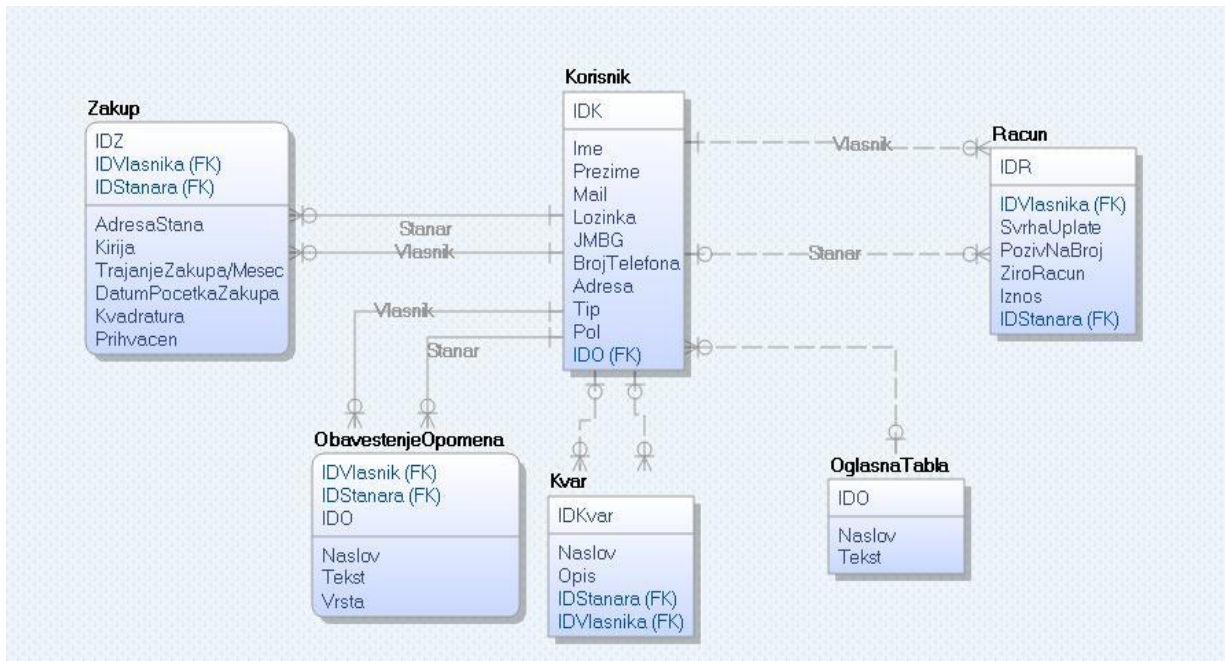 Zakup
IDZ
IDVlasnika (FK)
IDStanara (FK)
AdresaStana
Kirija
TrajanjeZakupa/Mesec
DatumPocetkaZakupa
Kvadratura
Prihvacen
Korisnik
IDK
Ime
Prezime
Mail
Lozinka
JMBG
BrojTelefona
Adresa
Tip
Pol
IDO (FK)
Racun
IDR
IDVlasnika (FK)
SvrhaUplate
PozivNaBroj
ZiroRacun
Iznos
IDStanara (FK)
Vlasnik
Stanar
Stanar
Vlasnik
Vlasnik
Stanar
ObavestenjeOpomena
IDVlasnik (FK)
IDStanara (FK)
IDO
Naslov
Tekst
Vrsta
Kvar
IDKvar
Naslov
Opis
IDStanara (FK)
IDVlasnika (FK)
OglasnaTabla
IDO
Naslov
Tekst